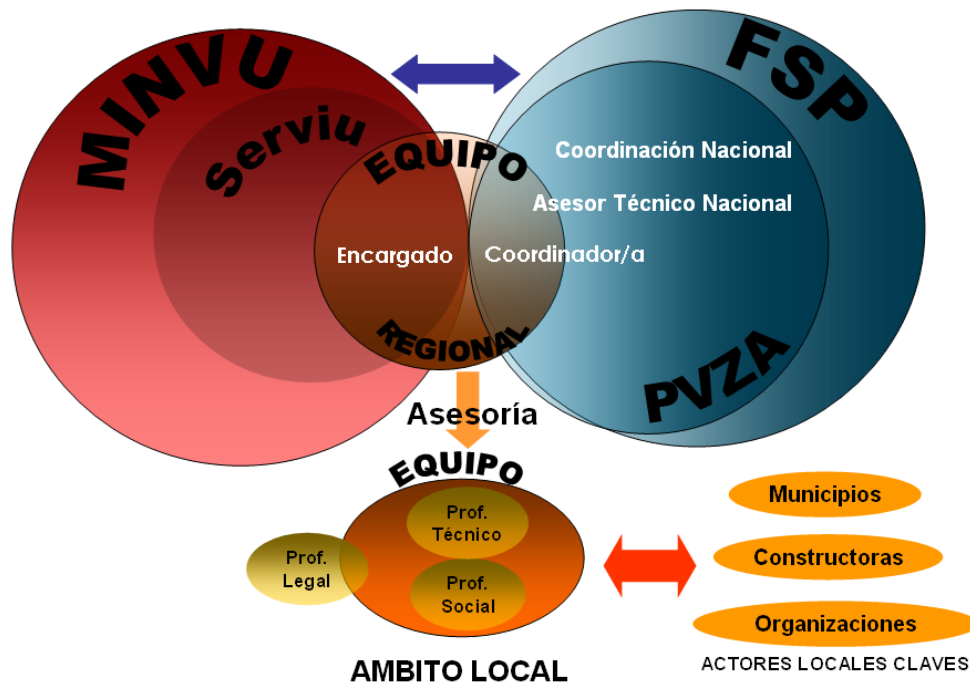 MINVU
Serviu
FSP
EQUIPO
Coordinación Nacional
Asesor Técnico Nacional
Encargado
Coordinador/a
REGIONAL
PVZA
Asesoría
EQUIPO
Prof.
Técnico
Prof.
Legal
Prof.
Social
Municipios
Constructoras
Organizaciones
ACTORES LOCALES CLAVES
AMBITO LOCAL